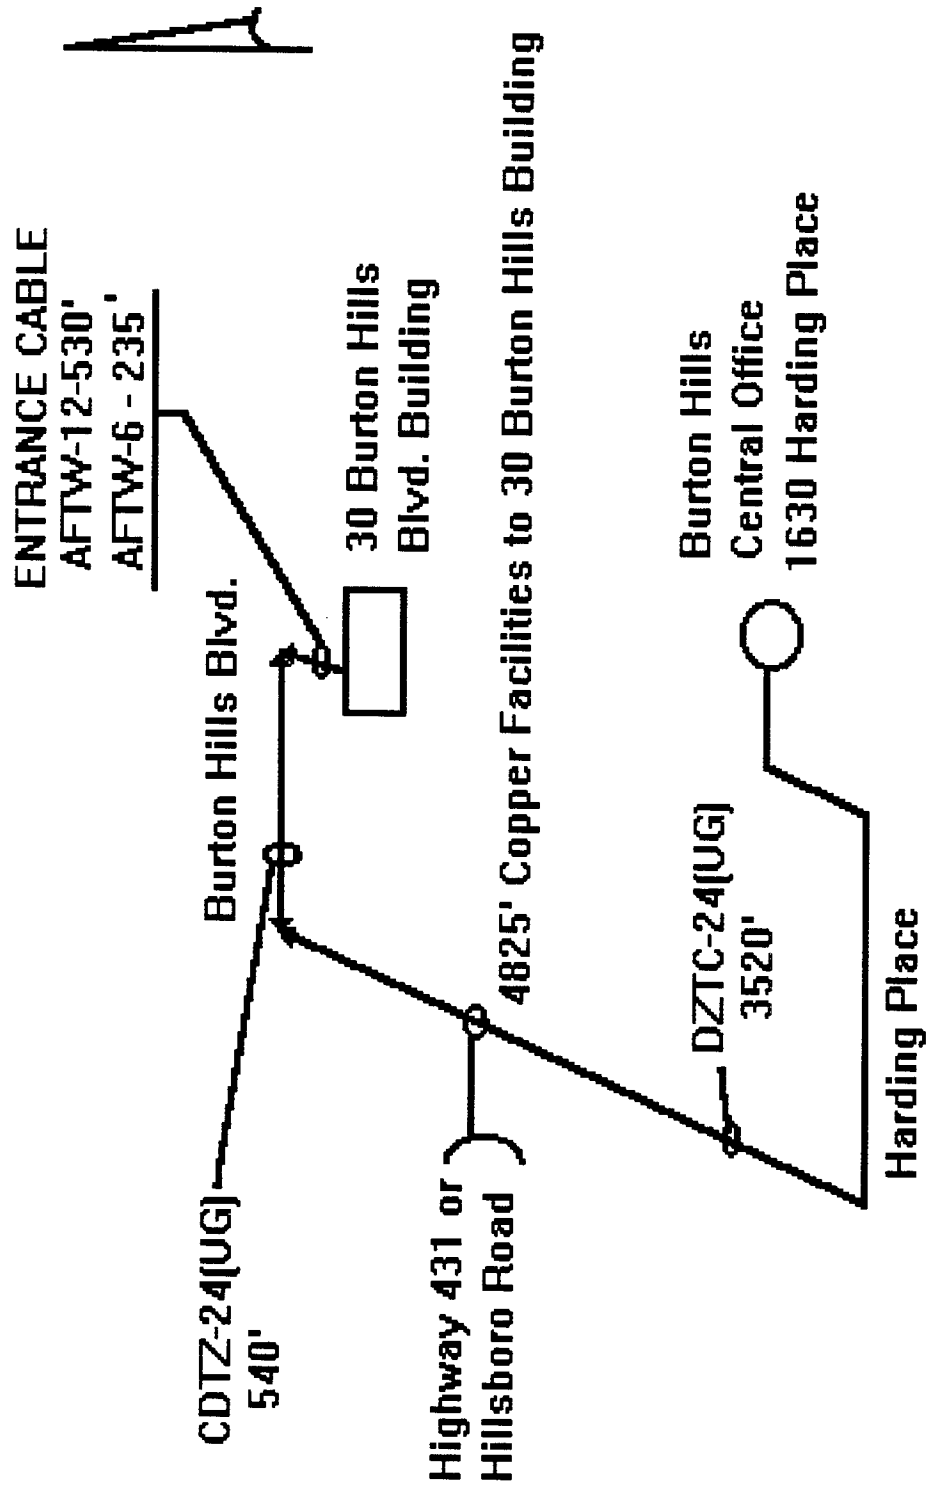 ENTRANCE CABLE
AFTW-12-530'
AFTW-6 - 235'
Burton Hills Blvd.
CDTZ-24(UG)
540'
30 Burton Hills
Blvd. Building
Highway 431 or
Hillsboro Road
4825' Copper Facilities to 30 Burton Hills Building
DZTC-24(UG)
3520'
Burton Hills
Central Office
1630 Harding Place
Harding Place